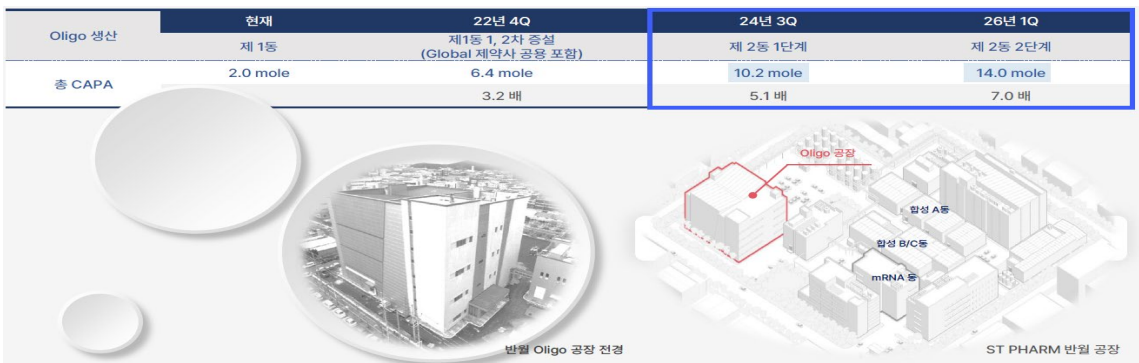 Oligo 생산
현재
22년 4Q
24년 3Q
26년 1Q
제 1동
제1동 1, 2차 증설
(Global 제약사 공용 포함)
제 2동 1단계
제 2동 2단계
총 CAPA
2.0 mole
6.4 mole
10.2 mole
14.0 mole
3.2 배
5.1 배
7.0 배
Oligo 공장
합성 A동
합성 B/C동
mRNA 동
반월 Oligo 공장 전경
ST PHARM 반월 공장